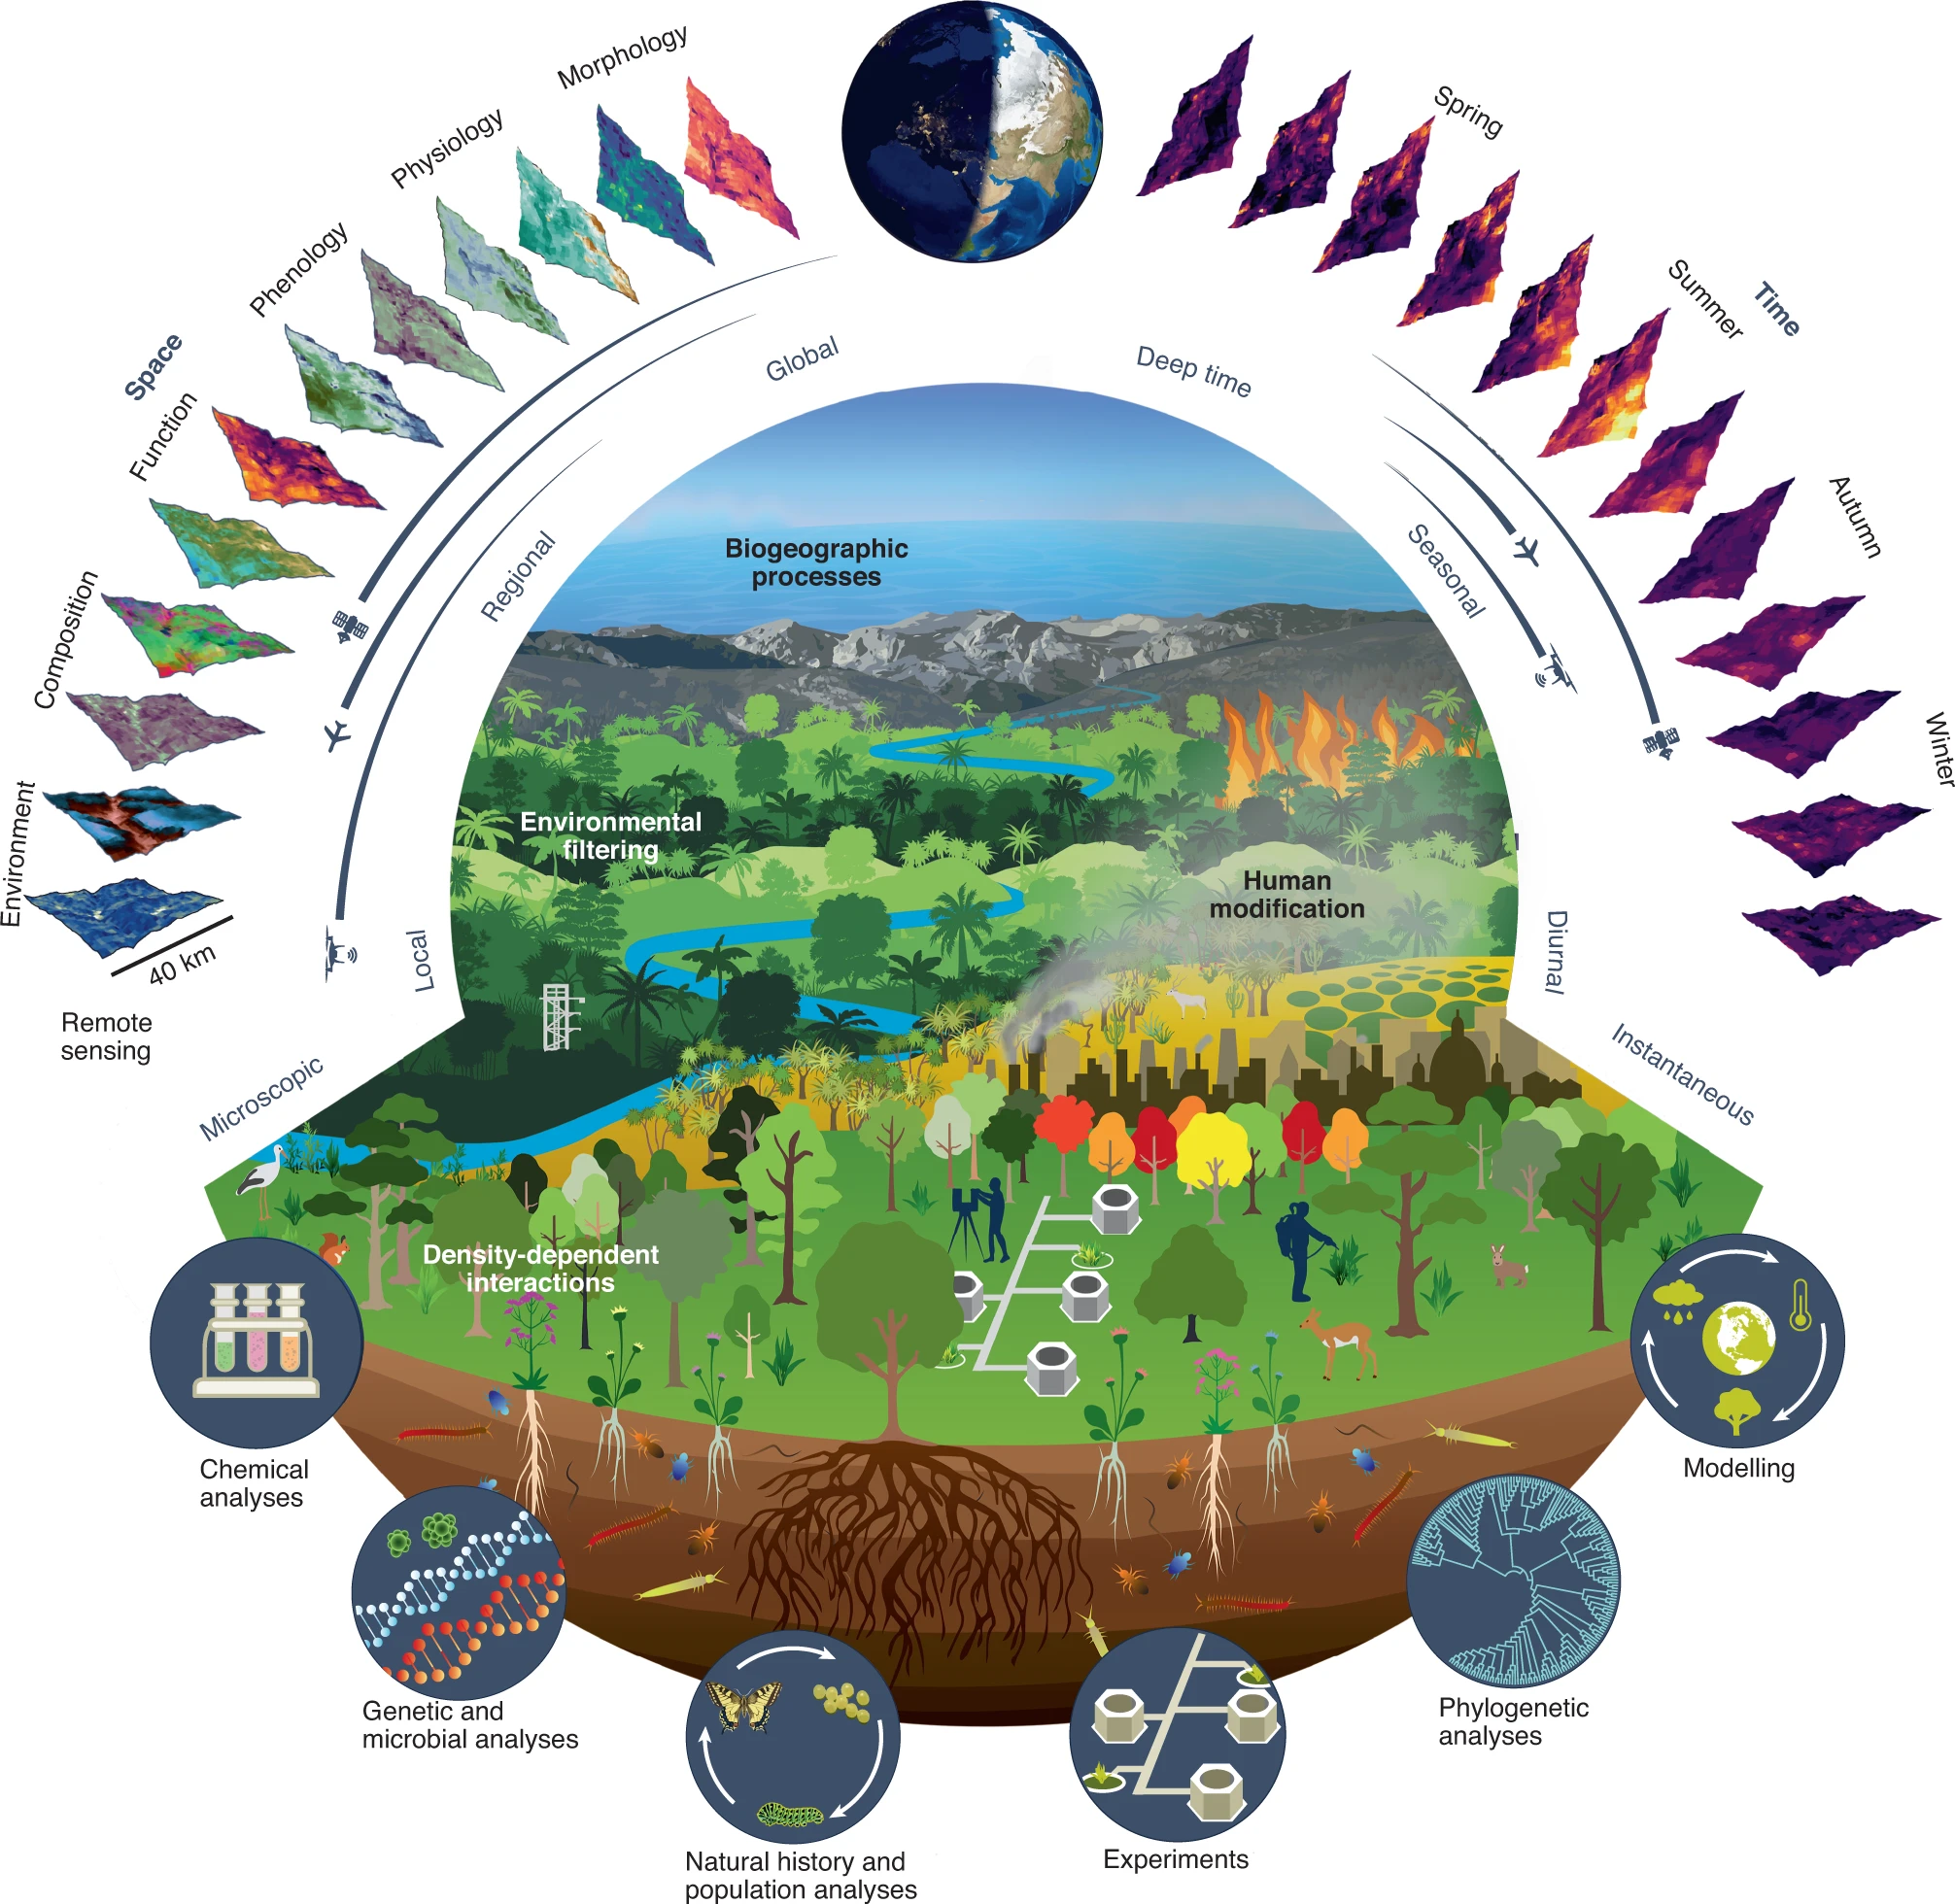 Morphology
Physiology
Phenology
Space
Function
Composition
Environment
40 km
Remote
sensing
Spring
Summer
Time
Autumn
Winter
Global
Regional
Local
Microscopic
Deep time
Seasonal
Diurnal
Instantaneous
Biogeographic
processes
Environmental
filtering
Human
modification
Density-dependent
interactions
Chemical
analyses
Genetic and
microbial analyses
Natural history and
population analyses
Experiments
Phylogenetic
analyses
Modelling